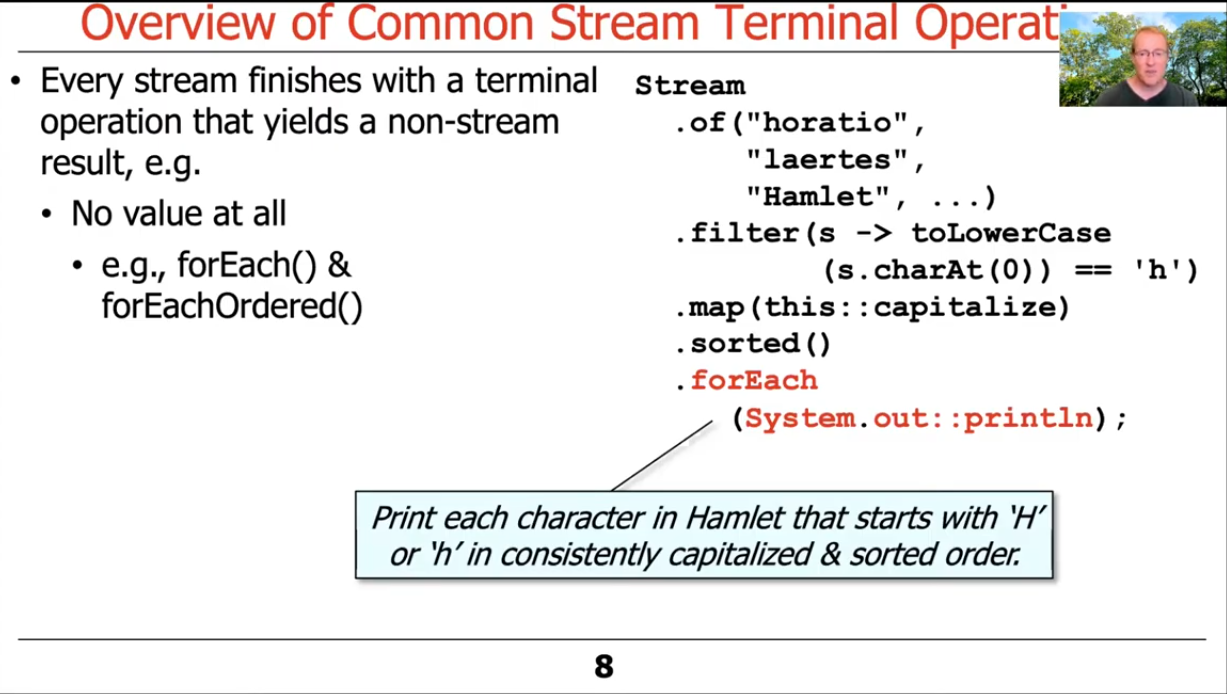 Overview of Common Stream Terminal Operati
• Every stream finishes with a terminal
operation that yields a non-stream
result, e.g.
• No value at all
• e.g., forEach() &
forEachOrdered()
Stream
.of("horatio",
"laertes",
"Hamlet", ...)
.filter(s -> toLowerCase
(s.charAt(0)) == 'h')
.map(this::capitalize)
.sorted()
.forEach
(System.out::println);
Print each character in Hamlet that starts with ‘H’
or ‘h’ in consistently capitalized & sorted order.
8